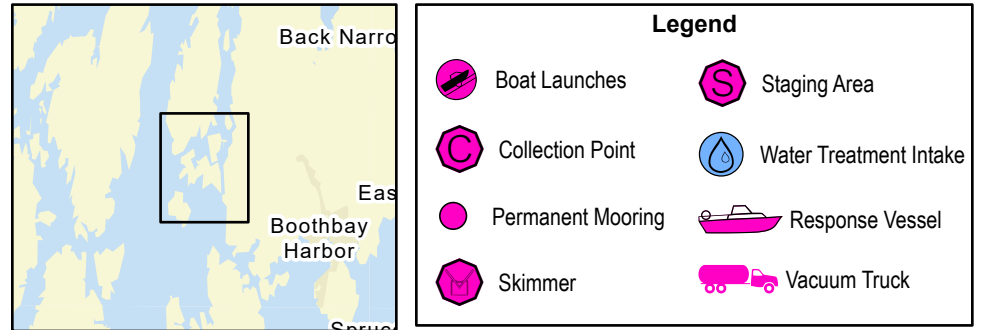 Back Narro
Eas
Boothbay
Harbor
Spruc
Legend
Boat Launches
S
Staging Area
C
Collection Point
Water Treatment Intake
Permanent Mooring
Response Vessel
Skimmer
Vacuum Truck